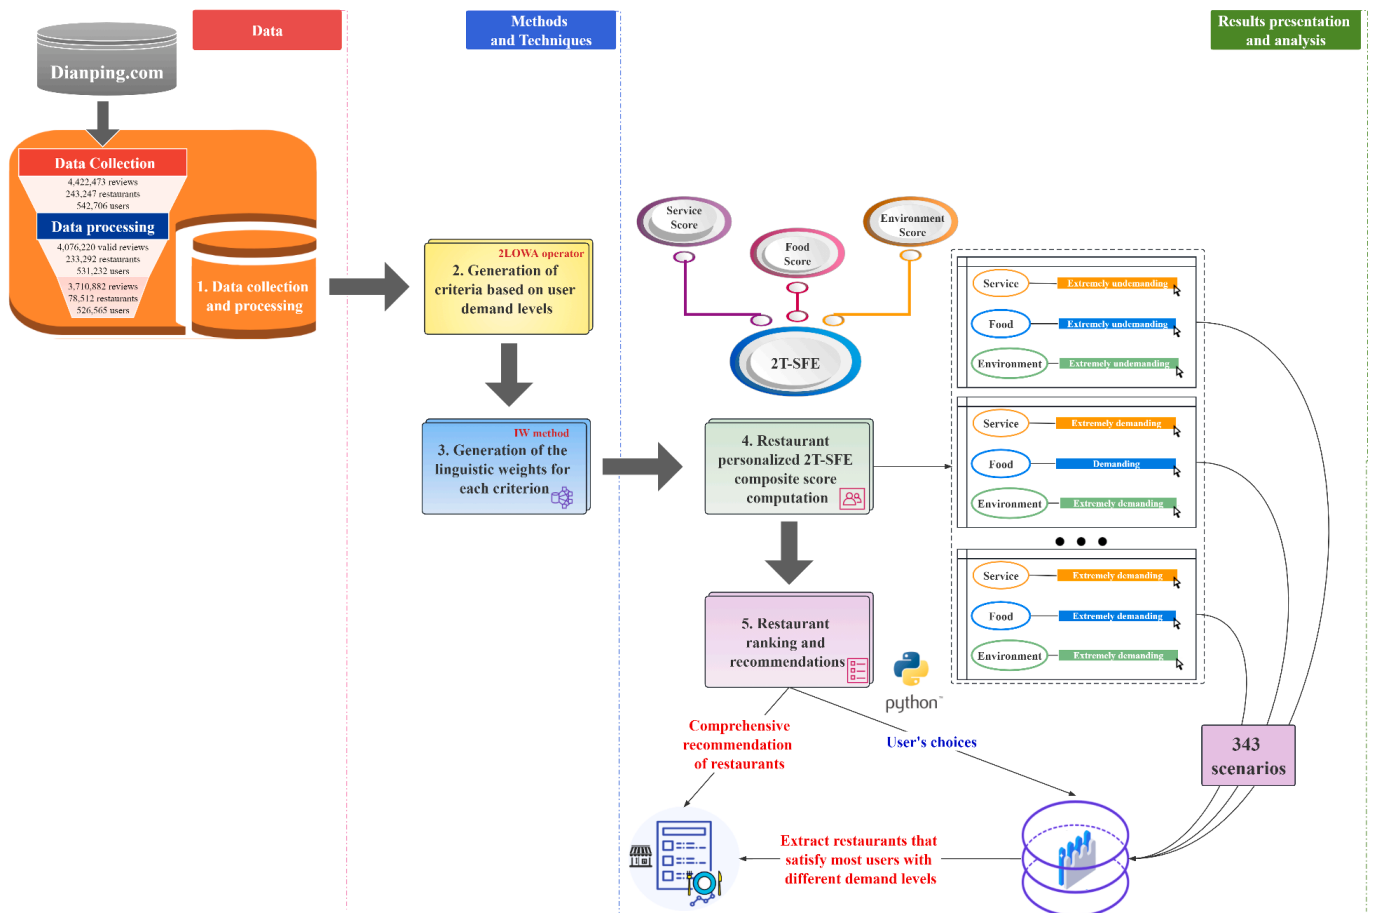 Data
Methods
and Techniques
Results presentation
and analysis
Dianping.com
Data Collection
4,422,473 reviews
243,247 restaurants
542,706 users
Data processing
4,076,220 valid reviews
233,292 restaurants
531,232 users
3,710,882 reviews
78,512 restaurants
526,565 users
1. Data collection
and processing
2LOWA operator
2. Generation of
criteria based on user
demand levels
IW method
3. Generation of the
linguistic weights for
each criterion
Service
Score
Food
Score
Environment
Score
2T-SFE
4. Restaurant
personalized 2T-SFE
composite score
computation
5. Restaurant
ranking and
recommendations
Service
Extremely undemanding
Food
Extremely undemanding
Environment
Extremely undemanding
Service
Extremely demanding
Food
Demanding
Environment
Extremely demanding
Service
Extremely demanding
Food
Extremely demanding
Environment
Extremely demanding
python™
Comprehensive
recommendation
of restaurants
User's choices
343
scenarios
Extract restaurants that
satisfy most users with
different demand levels